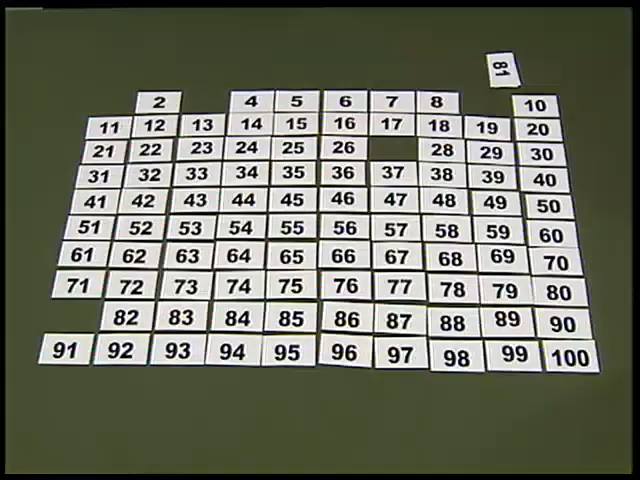 81
2 4 5 6 7 8 10
11 12 13 14 15 16 17 18 19 20
21 22 23 24 25 26 28 29 30
31 32 33 34 35 36 37 38 39 40
41 42 43 44 45 46 47 48 49 50
51 52 53 54 55 56 57 58 59 60
61 62 63 64 65 66 67 68 69 70
71 72 73 74 75 76 77 78 79 80
82 83 84 85 86 87 88 89 90
91 92 93 94 95 96 97 98 99 100